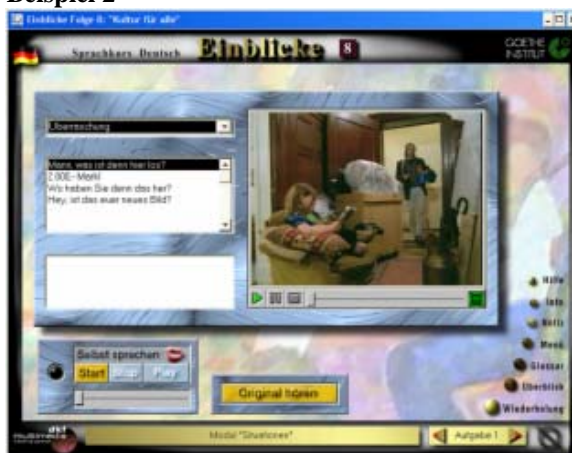 Beispiel 2
Einblicke Folge 8: "Kultur für alle"
Sprachkurs Deutsch Einblicke 8
GOETHE INSTITUT
Überraschung
Mann, was ist denn hier los?
2.000,- Mark!
Wo haben Sie denn das her?
Hey, ist das euer neues Bild?
Hilfe
Info
Notiz
Menü
Glossar
Überblick
Wiederholung
Selbst sprechen
Start Stop Play
Original hören
multimedia
Modul "Situationen"
Aufgabe 1